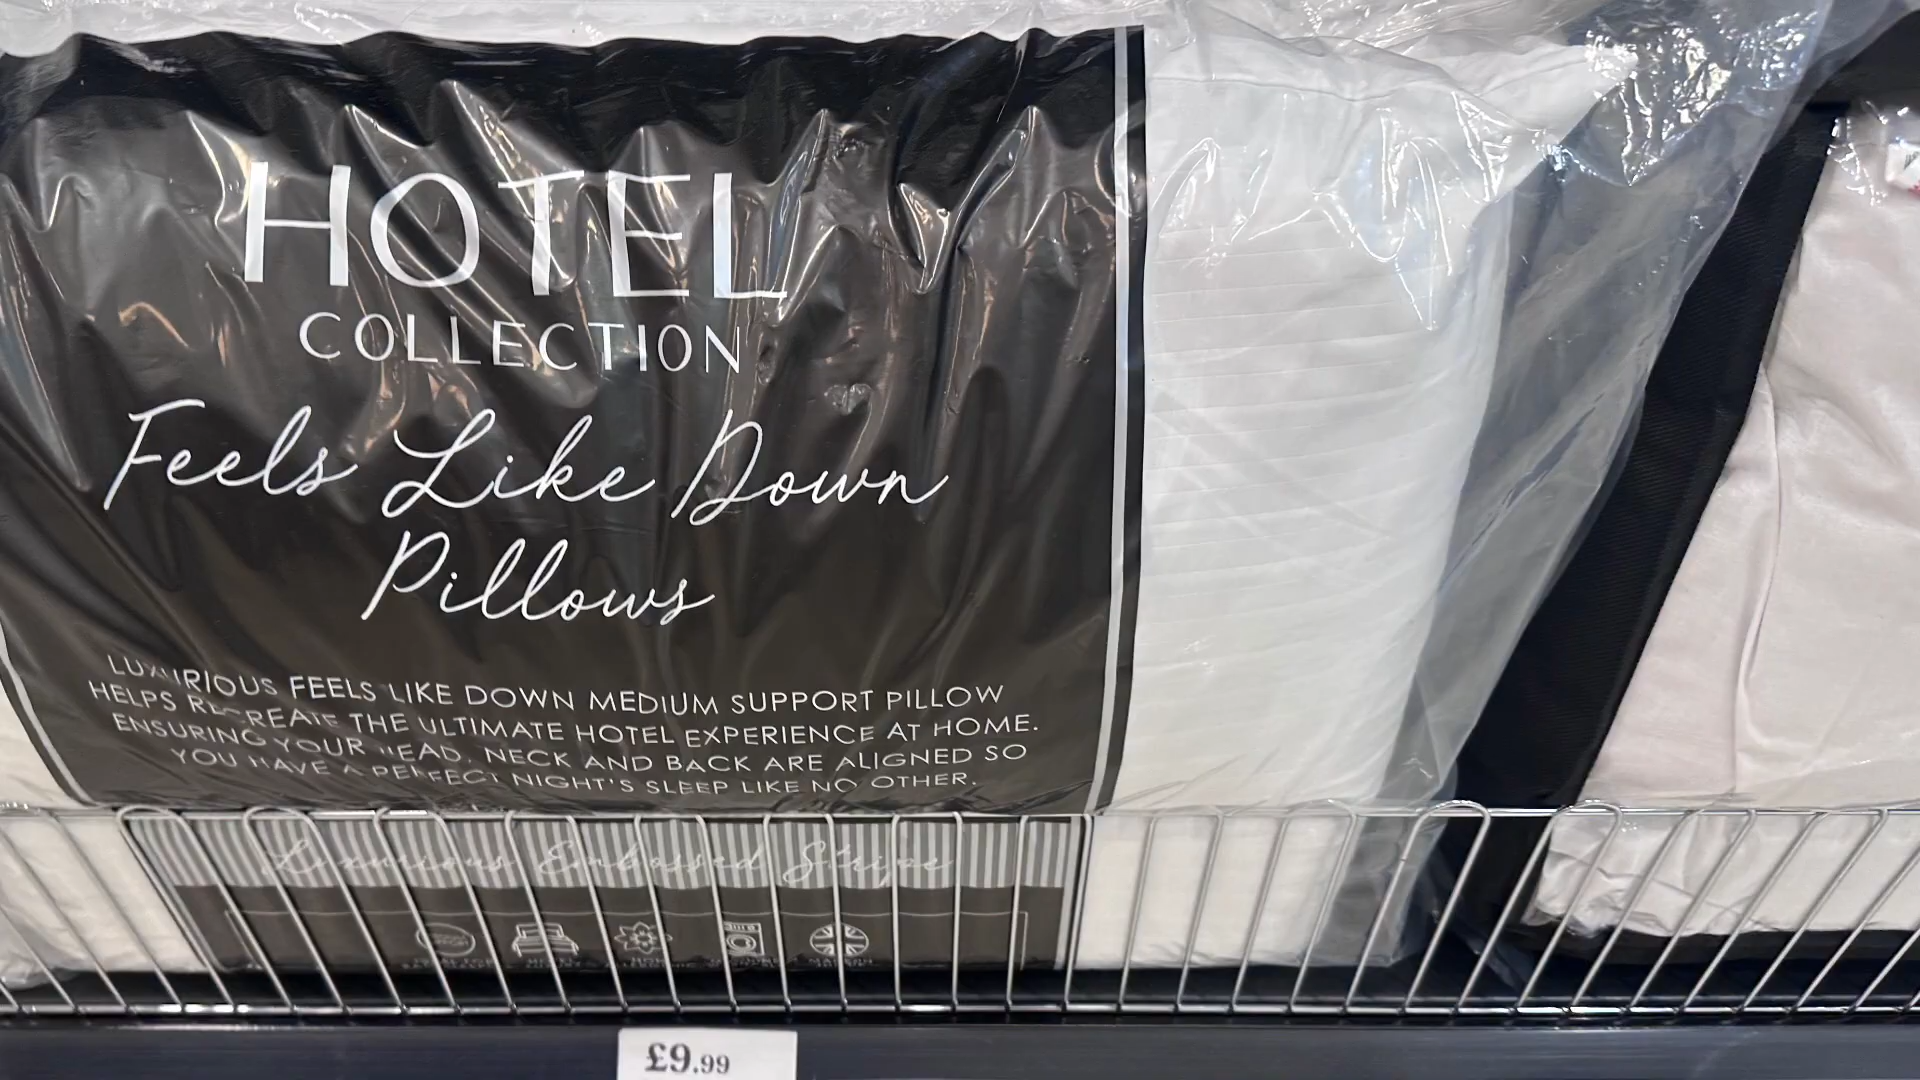 HOTEL
COLLECTION
Feels Like Down
Pillows
LUXURIOUS FEELS LIKE DOWN MEDIUM SUPPORT PILLOW
HELPS RECREATE THE ULTIMATE HOTEL EXPERIENCE AT HOME.
ENSURING YOUR HEAD, NECK AND BACK ARE ALIGNED SO
YOU HAVE A PERFECT NIGHT'S SLEEP LIKE NO OTHER.
Luxurious Embossed Stripe
£9.99